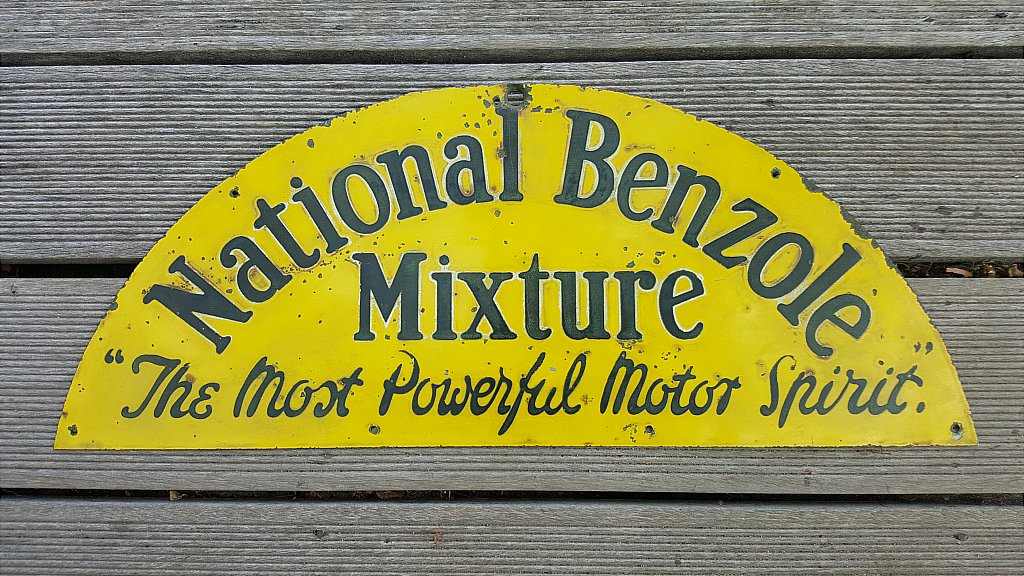 National Benzole
Mixture
"The Most Powerful Motor Spirit."